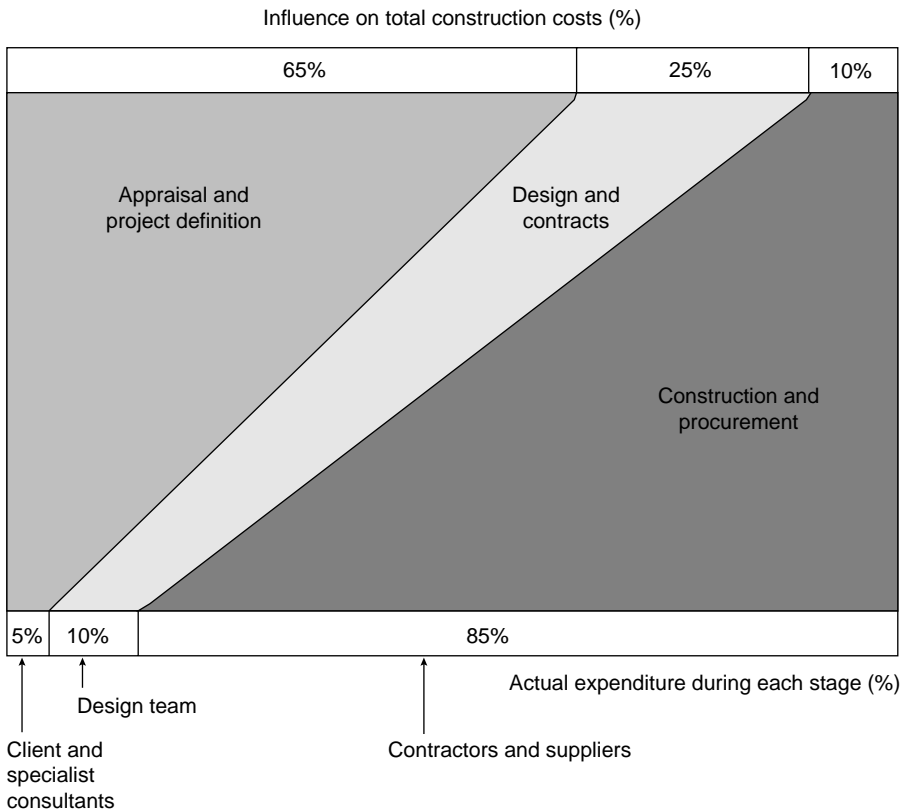 Influence on total construction costs (%)
65%
25%
10%
Appraisal and
project definition
Design and
contracts
Construction and
procurement
5%
10%
85%
Actual expenditure during each stage (%)
Design team
Client and
specialist
consultants
Contractors and suppliers